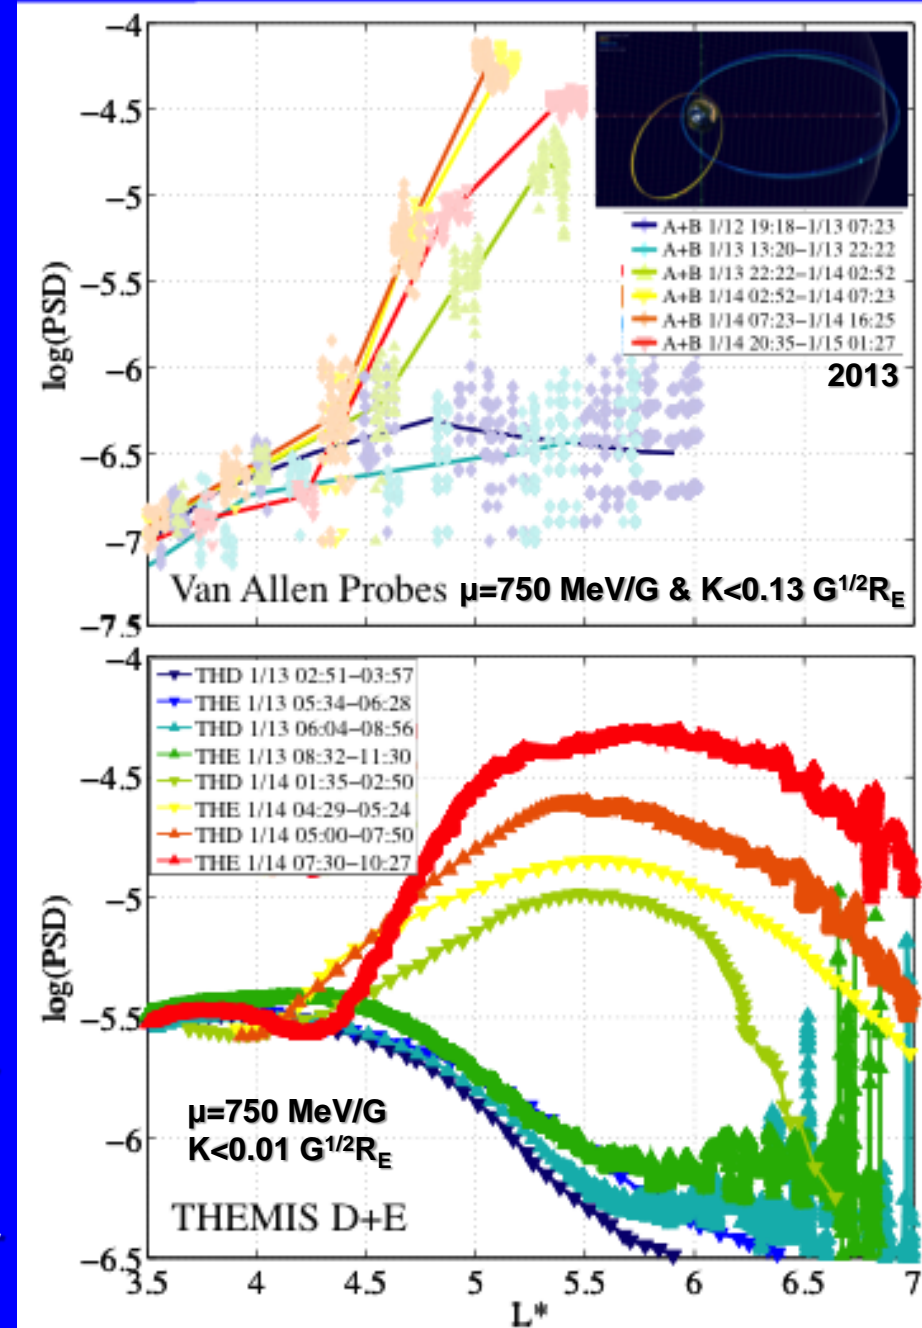 −4
−4.5
−5
−5.5
−6
−6.5
−7
−7.5
log(PSD)
A+B 1/12 19:18−1/13 07:23
A+B 1/13 13:20−1/13 22:22
A+B 1/13 22:22−1/14 02:52
A+B 1/14 02:52−1/14 07:23
A+B 1/14 07:23−1/14 16:25
A+B 1/14 20:35−1/15 01:27
2013
Van Allen Probes μ=750 MeV/G & K<0.13 G1/2RE
−4
−4.5
−5
−5.5
−6
−6.5
log(PSD)
THD 1/13 02:51−03:57
THE 1/13 05:34−06:28
THD 1/13 06:04−08:56
THE 1/13 08:32−11:30
THD 1/14 01:35−02:50
THE 1/14 04:29−05:24
THD 1/14 05:00−07:50
THE 1/14 07:30−10:27
μ=750 MeV/G
K<0.01 G1/2RE
THEMIS D+E
3.5 4 4.5 5 5.5 6 6.5 7
L*